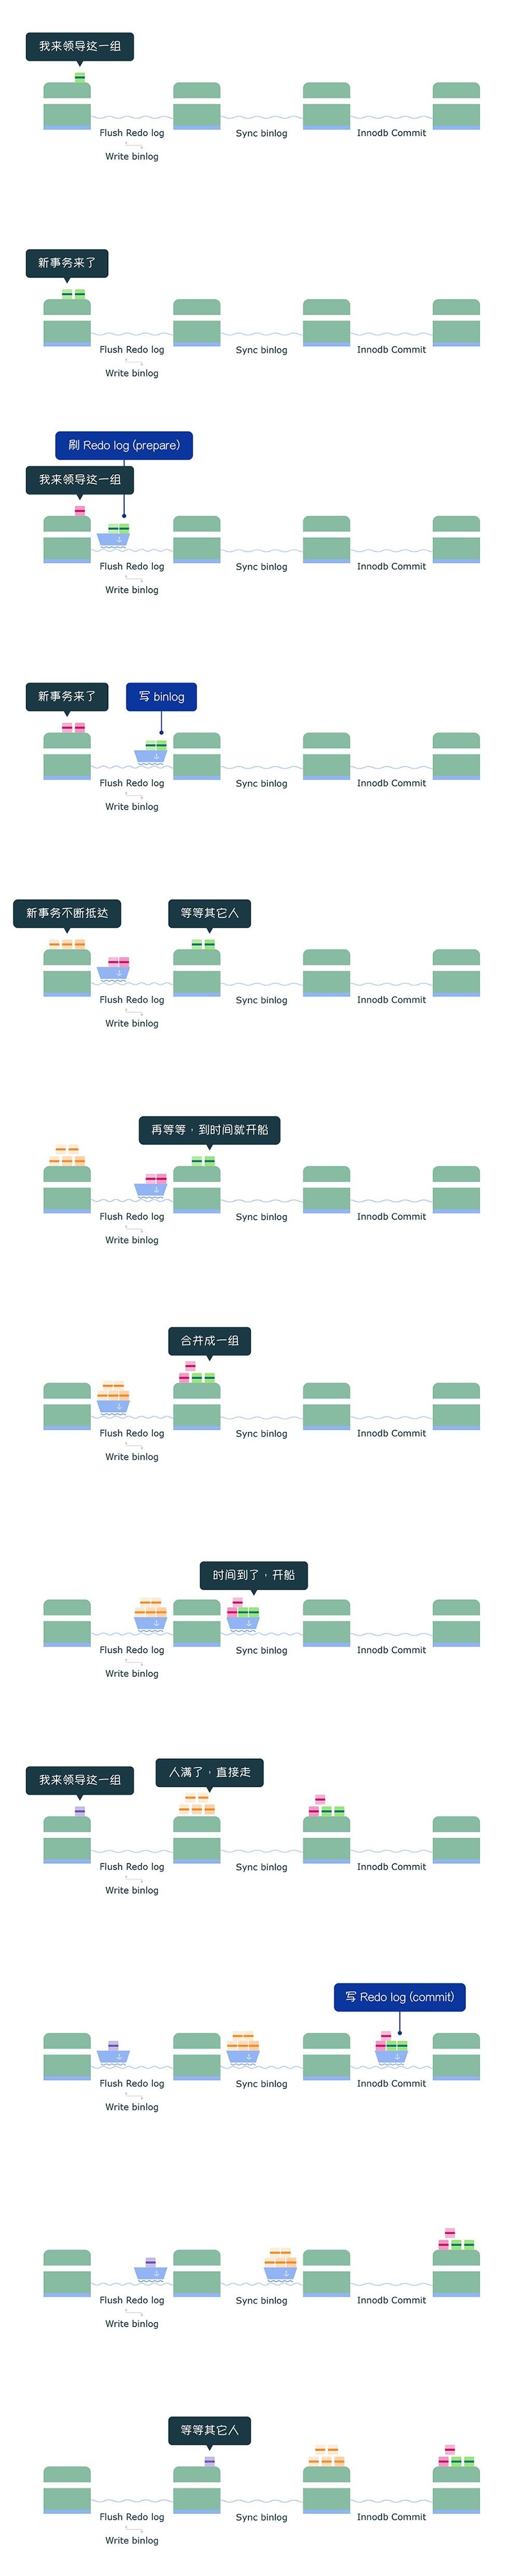 我来领导这一组
Flush Redo log
Sync binlog
Innodb Commit
Write binlog
新事务来了
Flush Redo log
Sync binlog
Innodb Commit
Write binlog
刷 Redo log (prepare)
我来领导这一组
Flush Redo log
Sync binlog
Innodb Commit
Write binlog
新事务来了
写 binlog
Flush Redo log
Sync binlog
Innodb Commit
Write binlog
新事务不断抵达
等等其它人
Flush Redo log
Sync binlog
Innodb Commit
Write binlog
再等等，到时间就开船
Flush Redo log
Sync binlog
Innodb Commit
Write binlog
合并成一组
Flush Redo log
Sync binlog
Innodb Commit
Write binlog
时间到了，开船
Flush Redo log
Sync binlog
Innodb Commit
Write binlog
人满了，直接走
我来领导这一组
Flush Redo log
Sync binlog
Innodb Commit
Write binlog
写 Redo log (commit)
Flush Redo log
Sync binlog
Innodb Commit
Write binlog
Flush Redo log
Sync binlog
Innodb Commit
Write binlog
等等其它人
Flush Redo log
Sync binlog
Innodb Commit
Write binlog